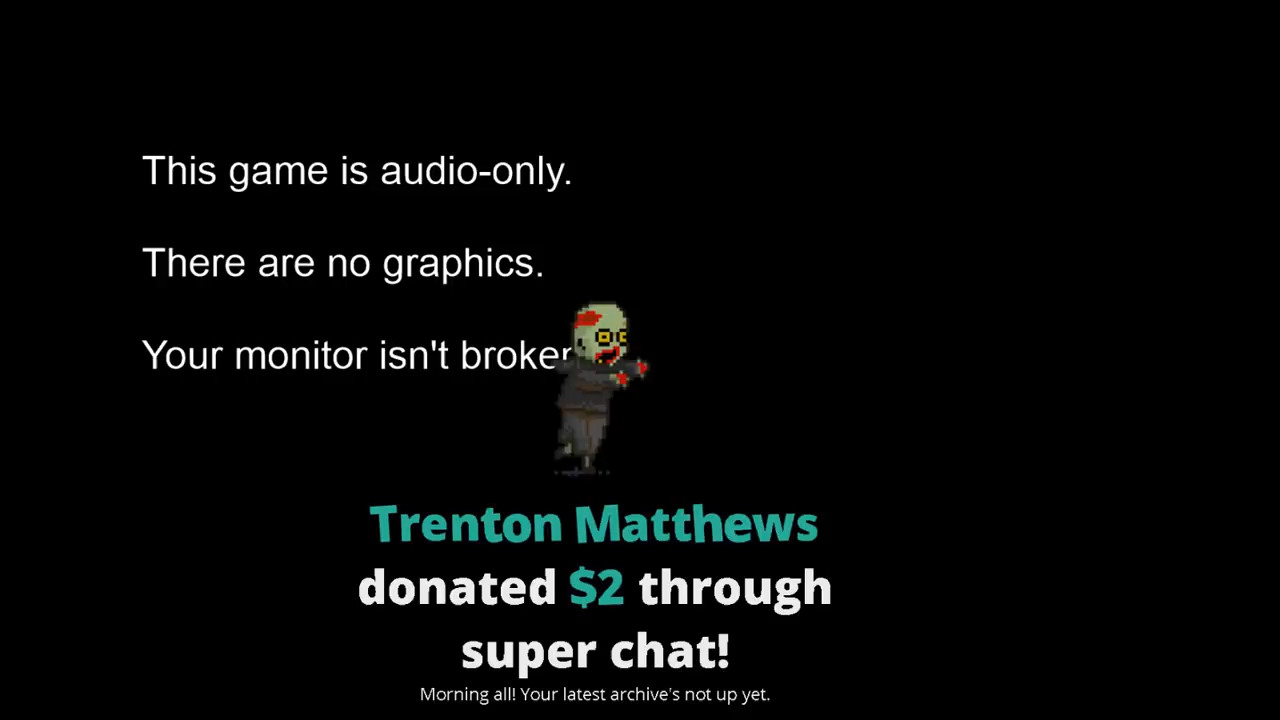 This game is audio-only.
There are no graphics.
Your monitor isn't broken
Trenton Matthews
donated $2 through
super chat!
Morning all! Your latest archive's not up yet.